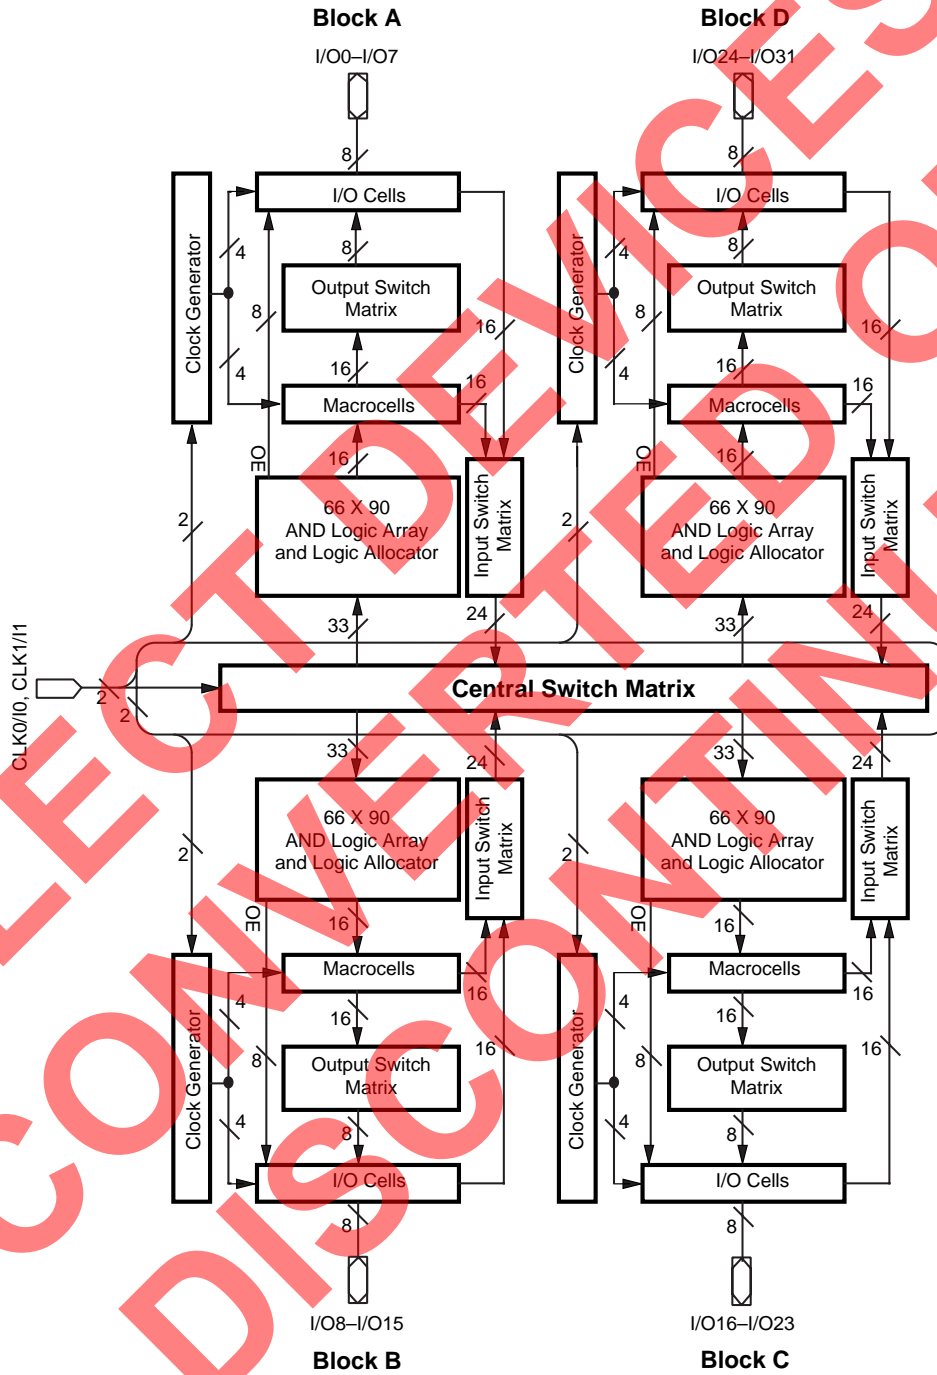 Block A
Block D
I/O0–I/O7
I/O24–I/O31
8
8
I/O Cells
I/O Cells
Clock Generator
4
8
8
Output Switch
Matrix
16
4
16
16
Macrocells
OE
16
66 X 90
AND Logic Array
and Logic Allocator
Input Switch
Matrix
2
33
24
Clock Generator
4
8
8
Output Switch
Matrix
16
4
16
16
Macrocells
OE
16
66 X 90
AND Logic Array
and Logic Allocator
Input Switch
Matrix
2
33
24
CLK0/I0, CLK1/I1
2
2
Central Switch Matrix
33
24
66 X 90
AND Logic Array
and Logic Allocator
Input Switch
Matrix
2
OE
16
Macrocells
16
Clock Generator
4
16
8
16
Output Switch
Matrix
4
8
I/O Cells
8
33
24
66 X 90
AND Logic Array
and Logic Allocator
Input Switch
Matrix
2
OE
16
Macrocells
16
Clock Generator
4
16
8
16
Output Switch
Matrix
4
8
I/O Cells
8
I/O8–I/O15
I/O16–I/O23
Block B
Block C
LECT DEVICES
CONVERTED O
DISCONTIN